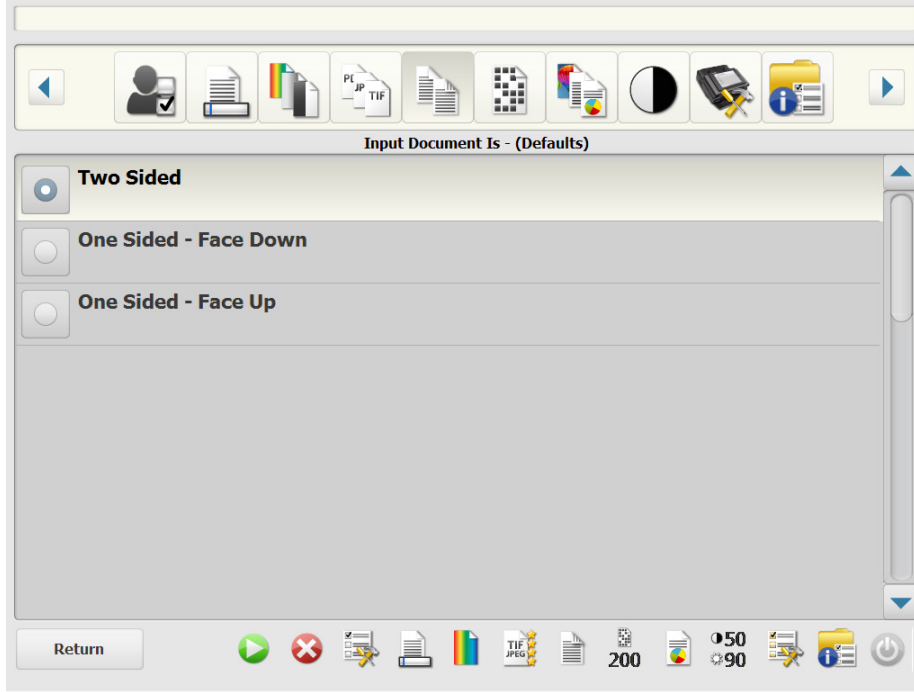 PD
JP
TIF
Input Document Is - (Defaults)
Two Sided
One Sided - Face Down
One Sided - Face Up
Return
TIF
JPEG
200
50
90